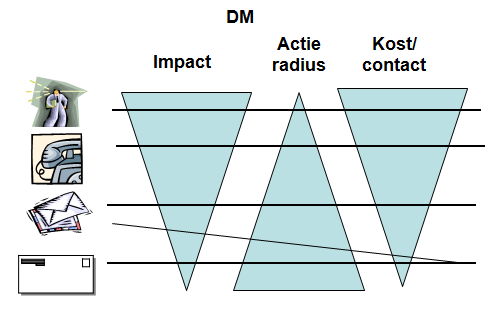 DM
Impact
Actie
radius
Kost/
contact